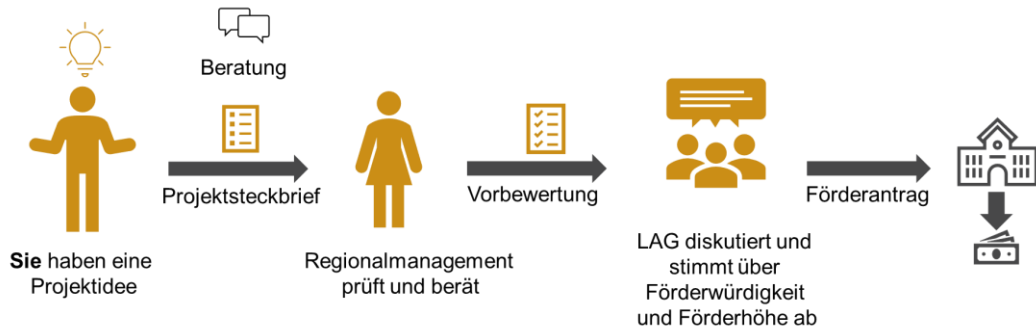 Beratung
Projektsteckbrief
Vorbewertung
Förderantrag
Sie haben eine
Projektidee
Regionalmanagement
prüft und berät
LAG diskutiert und
stimmt über
Förderwürdigkeit
und Förderhöhe ab